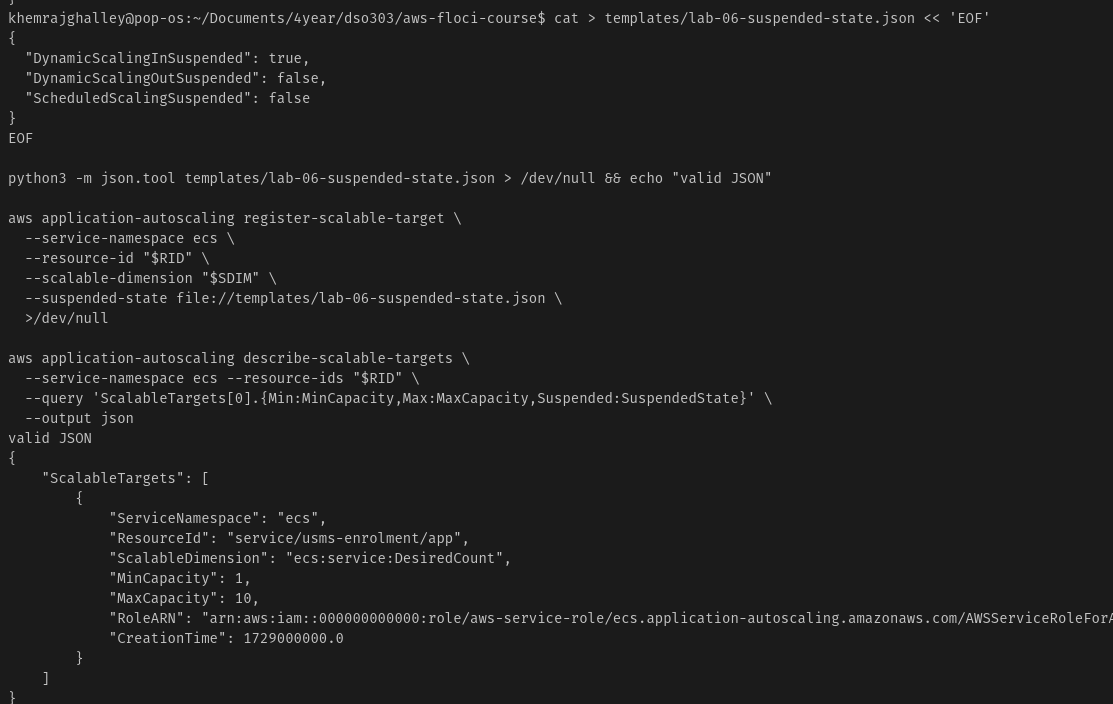 }
khemrajghalley@pop-os:~/Documents/4year/dso303/aws-floci-course$ cat > templates/lab-06-suspended-state.json << 'EOF'
{
  "DynamicScalingInSuspended": true,
  "DynamicScalingOutSuspended": false,
  "ScheduledScalingSuspended": false
}
EOF

python3 -m json.tool templates/lab-06-suspended-state.json > /dev/null && echo "valid JSON"

aws application-autoscaling register-scalable-target \
  --service-namespace ecs \
  --resource-id "$RID" \
  --scalable-dimension "$SDIM" \
  --suspended-state file://templates/lab-06-suspended-state.json \
  >/dev/null

aws application-autoscaling describe-scalable-targets \
  --service-namespace ecs --resource-ids "$RID" \
  --query 'ScalableTargets[0].{Min:MinCapacity,Max:MaxCapacity,Suspended:SuspendedState}' \
  --output json
valid JSON
{
    "ScalableTargets": [
        {
            "ServiceNamespace": "ecs",
            "ResourceId": "service/usms-enrolment/app",
            "ScalableDimension": "ecs:service:DesiredCount",
            "MinCapacity": 1,
            "MaxCapacity": 10,
            "RoleARN": "arn:aws:iam::000000000000:role/aws-service-role/ecs.application-autoscaling.amazonaws.com/AWSServiceRoleFor
            "CreationTime": 1729000000.0
        }
    ]
}